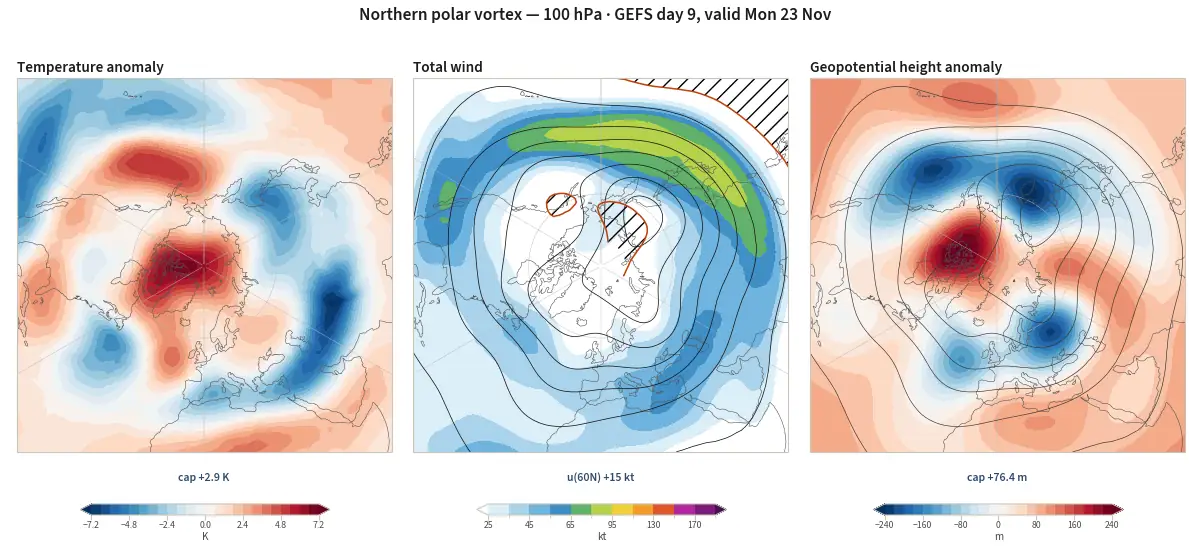 Northern polar vortex — 100 hPa · GEFS day 9, valid Mon 23 Nov
Temperature anomaly
Total wind
Geopotential height anomaly
cap +2.9 K
u(60N) +15 kt
cap +76.4 m
−7.2 −4.8 −2.4 0.0 2.4 4.8 7.2
K
25 45 65 95 130 170
kt
−240 −160 −80 0 80 160 240
m